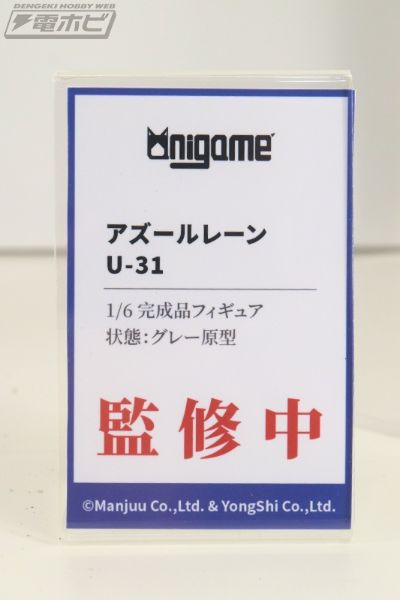 DENGEKI HOBBY WEB
電ホビ
Unigame
アズールレーン
U-31
1/6 完成品フィギュア
状態：グレー原型
監修中
©Manjuu Co.,Ltd. & YongShi Co.,Ltd.